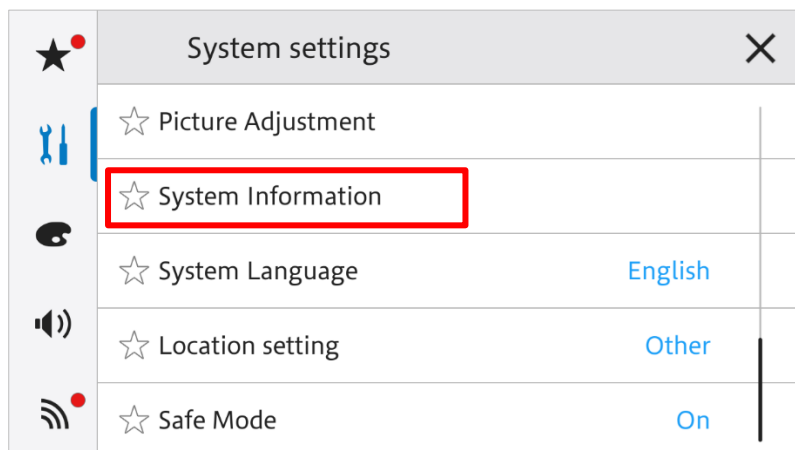 System settings
Picture Adjustment
System Information
System Language English
Location setting Other
Safe Mode On